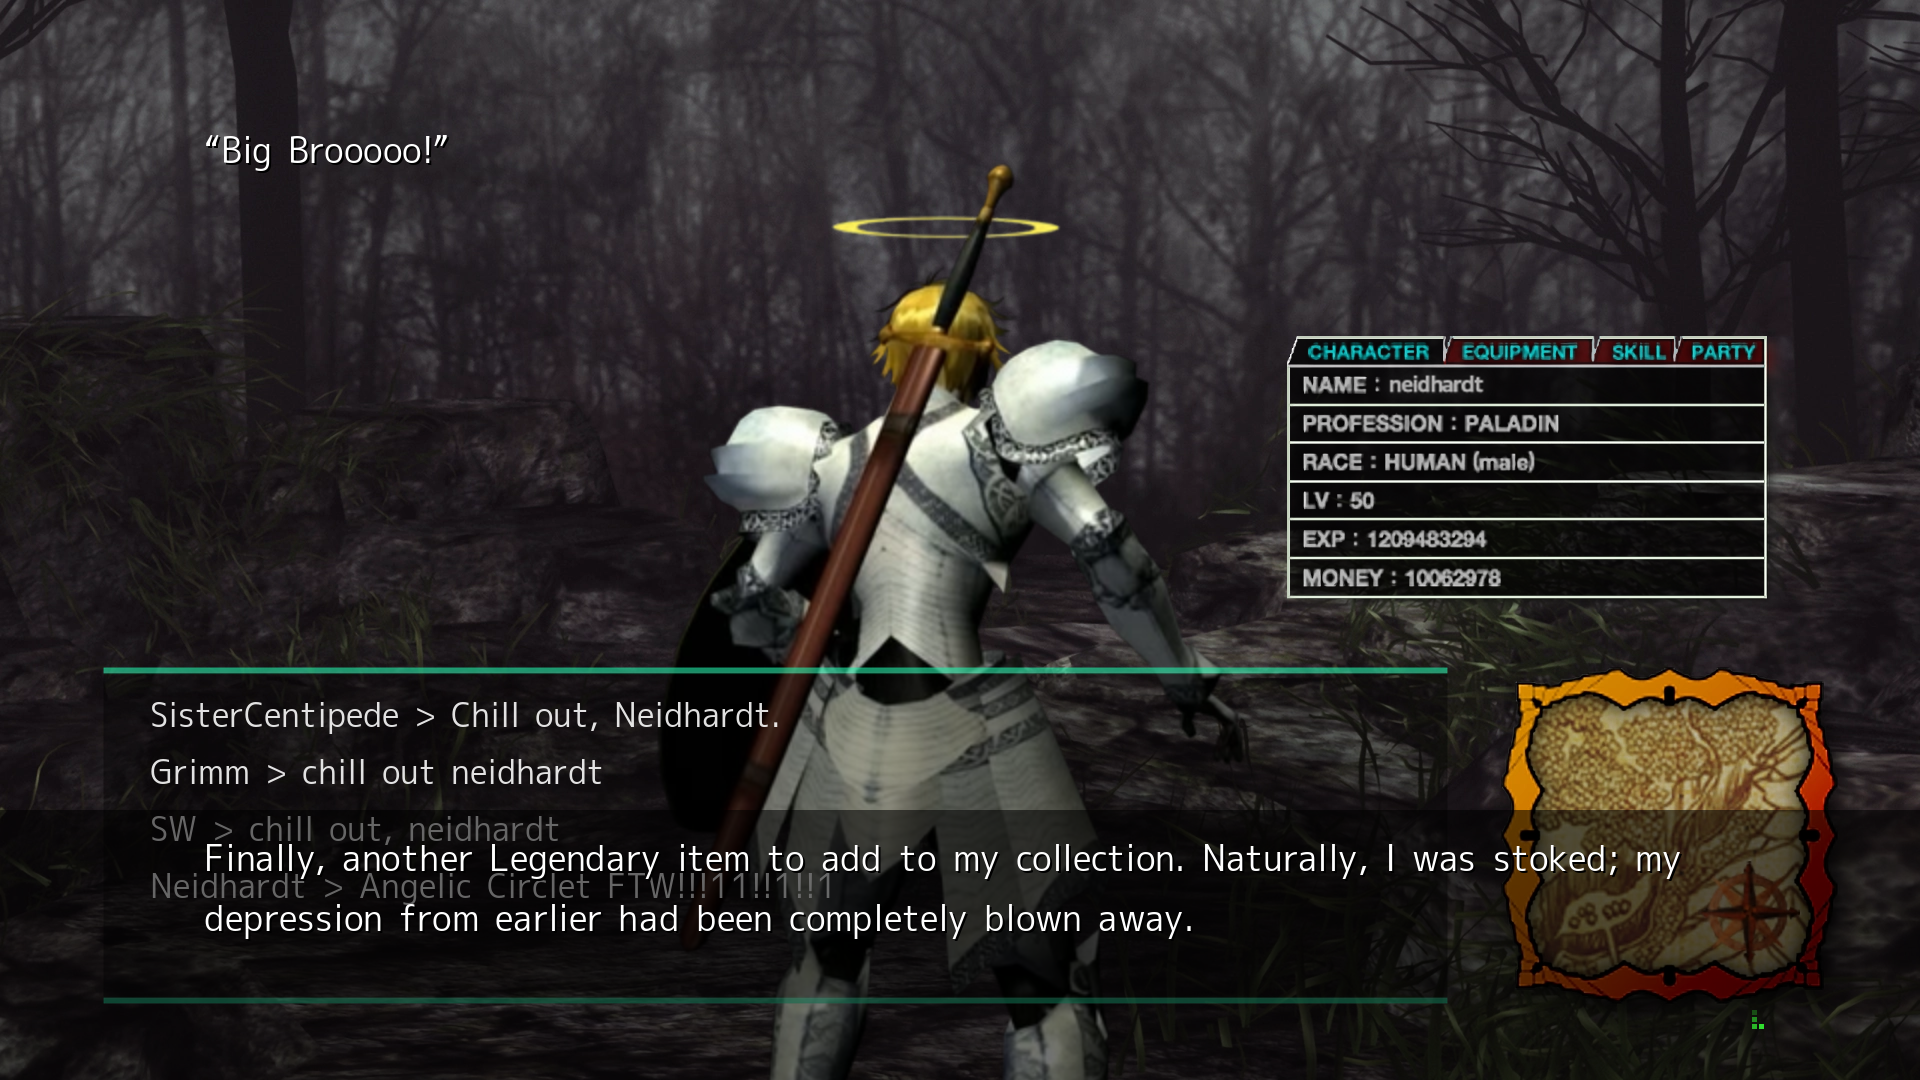 “Big Brooooo!”
CHARACTER EQUIPMENT SKILL PARTY
NAME : neidhardt
PROFESSION : PALADIN
RACE : HUMAN (male)
LV : 50
EXP : 1209483294
MONEY : 10062978
SisterCentipede > Chill out, Neidhardt.
Grimm > chill out neidhardt
SW > chill out, neidhardt
Neidhardt > Angelic Circlet FTW!!!11!!1!!1
Finally, another Legendary item to add to my collection. Naturally, I was stoked; my
depression from earlier had been completely blown away.